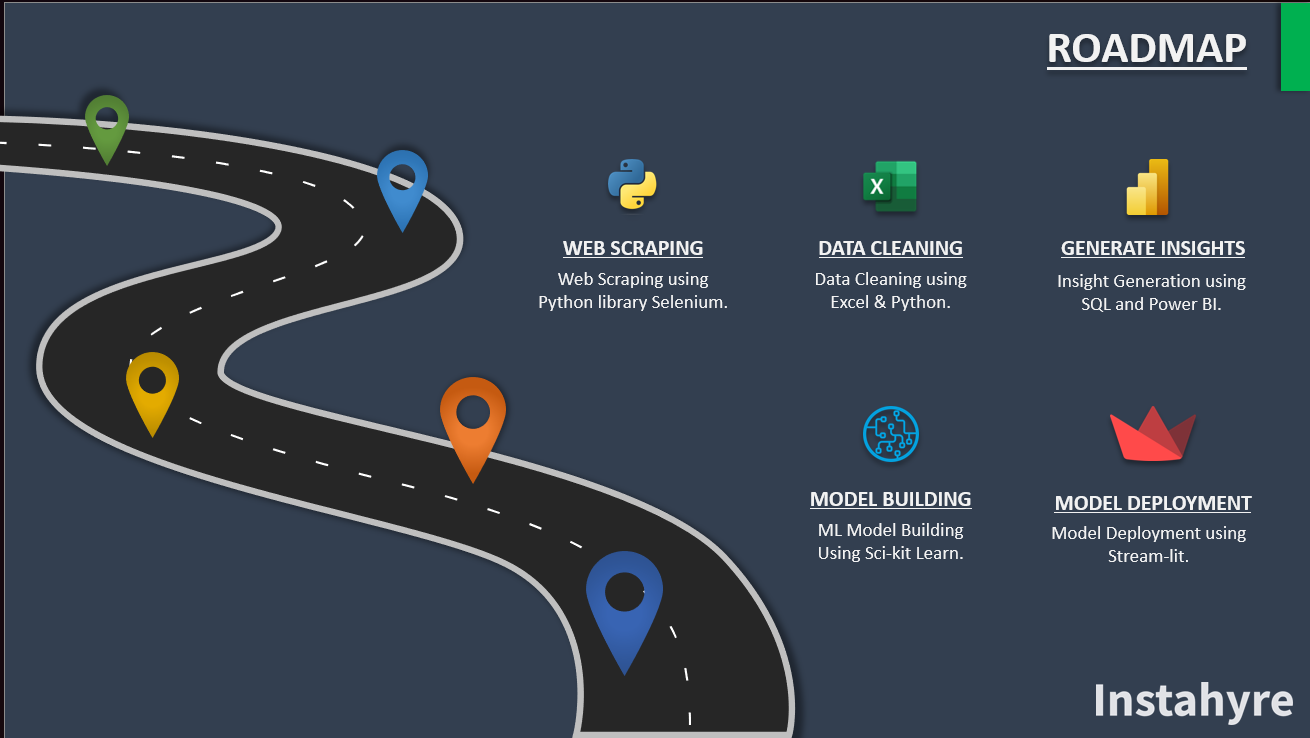 ROADMAP
WEB SCRAPING
Web Scraping using
Python library Selenium.
X
DATA CLEANING
Data Cleaning using
Excel & Python.
GENERATE INSIGHTS
Insight Generation using
SQL and Power BI.
MODEL BUILDING
ML Model Building
Using Sci-kit Learn.
MODEL DEPLOYMENT
Model Deployment using
Stream-lit.
Instahyre